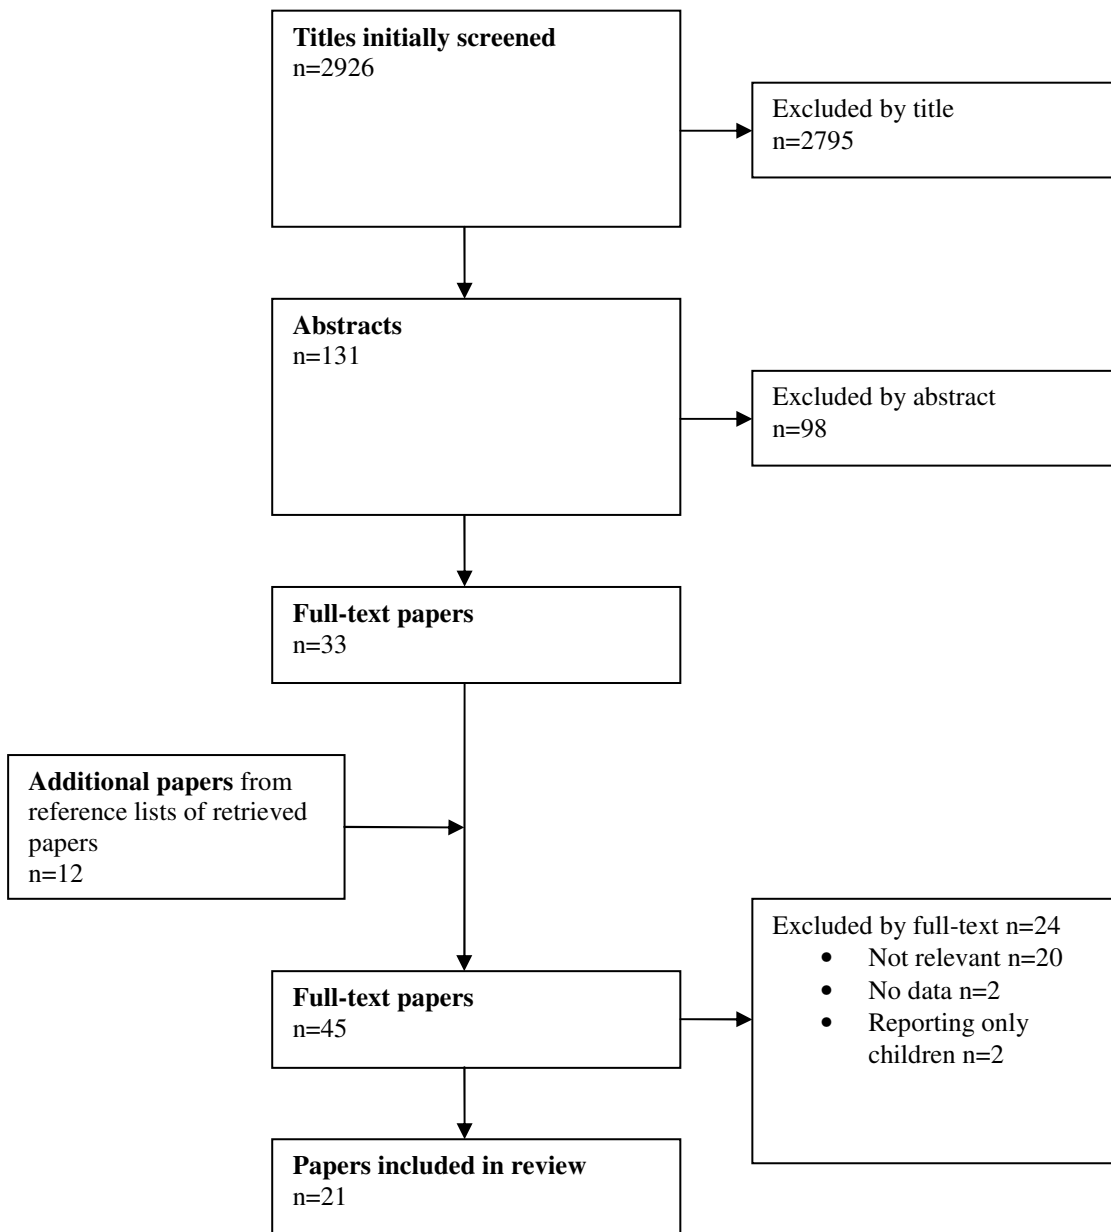 Titles initially screened
n=2926
Excluded by title
n=2795
Abstracts
n=131
Excluded by abstract
n=98
Full-text papers
n=33
Additional papers from
reference lists of retrieved
papers
n=12
Excluded by full-text n=24
• Not relevant n=20
• No data n=2
• Reporting only
children n=2
Full-text papers
n=45
Papers included in review
n=21